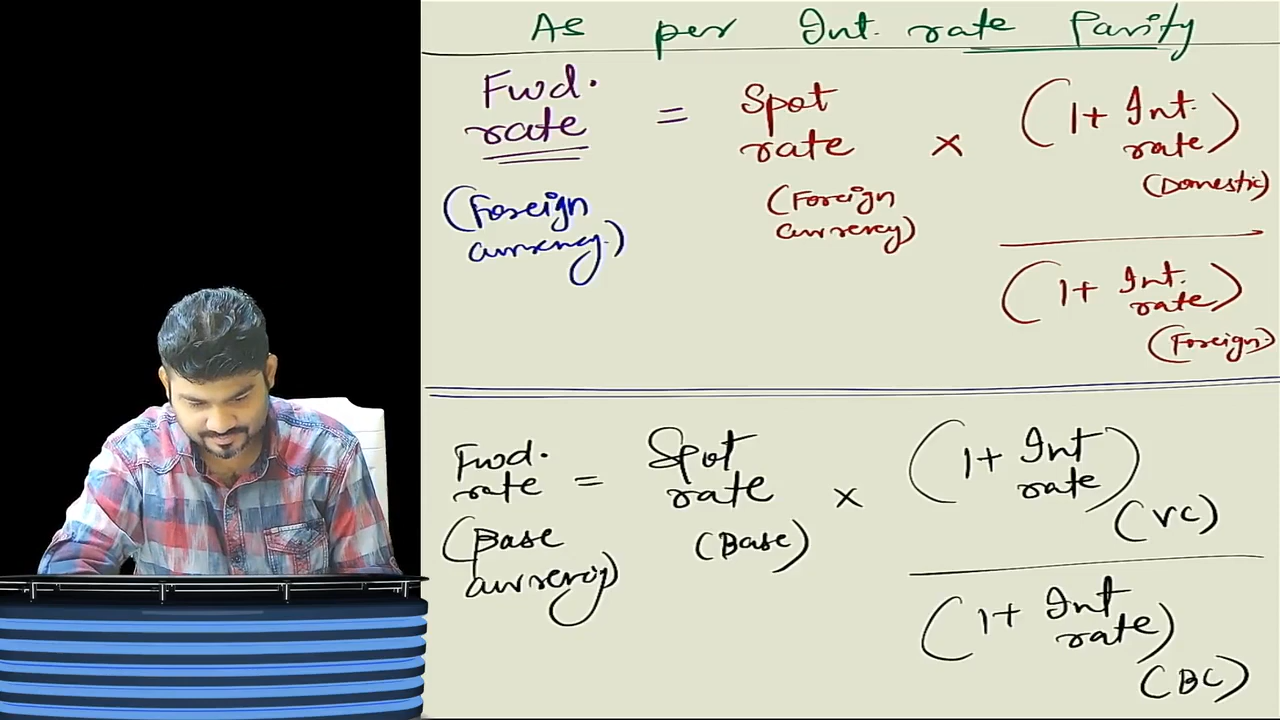 As per Int. rate Parity
Fwd. rate = Spot rate × (1+ Int. rate)
(Foreign currency) (Foreign currency) (Domestic)
(1+ Int. rate)
(Foreign)
Fwd. rate = Spot rate × (1+ Int rate)
(Base currency) (Base) (VC)
(1+ Int rate)
(BC)